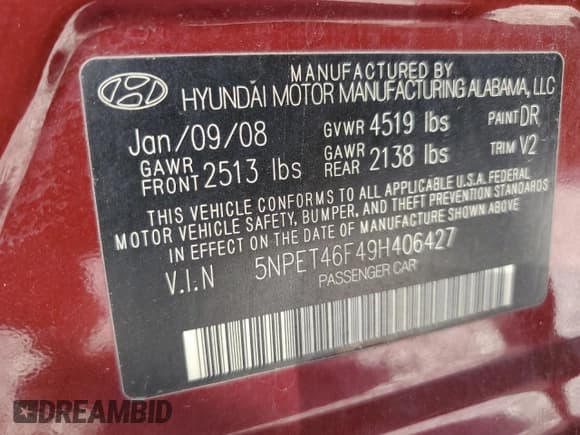 MANUFACTURED BY
HYUNDAI MOTOR MANUFACTURING ALABAMA, LLC
Jan/09/08 GVWR 4519 lbs PAINT DR
GAWR FRONT 2513 lbs GAWR REAR 2138 lbs TRIM V2
THIS VEHICLE CONFORMS TO ALL APPLICABLE U.S.A. FEDERAL
MOTOR VEHICLE SAFETY, BUMPER, AND THEFT PREVENTION STANDARDS
IN EFFECT ON THE DATE OF MANUFACTURE SHOWN ABOVE
V.I.N 5NPET46F49H406427
PASSENGER CAR
DREAMBID